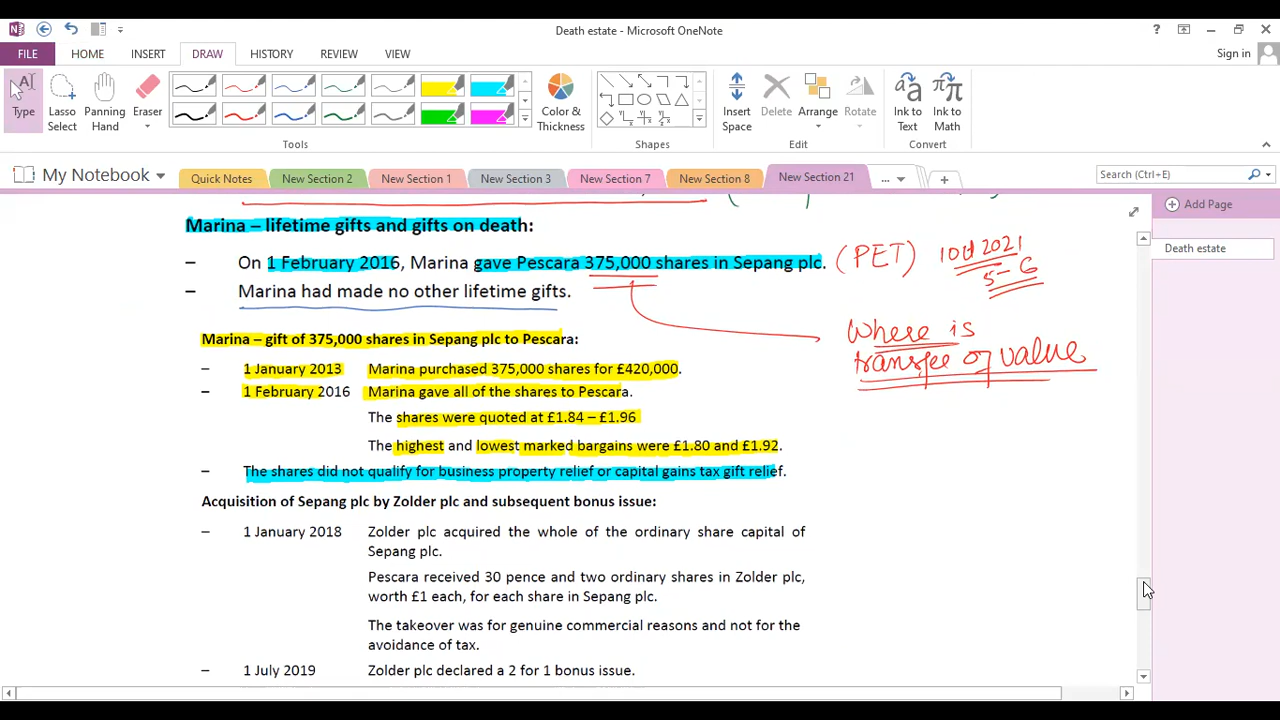 Death estate - Microsoft OneNote
Sign in
FILE HOME INSERT DRAW HISTORY REVIEW VIEW
Type Lasso Select Panning Hand Eraser Color & Thickness Insert Space Delete Arrange Rotate Ink to Text Ink to Math
Tools Shapes Edit Convert
My Notebook Quick Notes New Section 2 New Section 1 New Section 3 New Section 7 New Section 8 New Section 21 ... Search (Ctrl+E)
Add Page
Death estate
Marina – lifetime gifts and gifts on death:
– On 1 February 2016, Marina gave Pescara 375,000 shares in Sepang plc. (PET) 10ct 2021
5-6
– Marina had made no other lifetime gifts.
Where is
transfer of value
Marina – gift of 375,000 shares in Sepang plc to Pescara:
– 1 January 2013 Marina purchased 375,000 shares for £420,000.
– 1 February 2016 Marina gave all of the shares to Pescara.
The shares were quoted at £1.84 – £1.96
The highest and lowest marked bargains were £1.80 and £1.92.
– The shares did not qualify for business property relief or capital gains tax gift relief.
Acquisition of Sepang plc by Zolder plc and subsequent bonus issue:
– 1 January 2018 Zolder plc acquired the whole of the ordinary share capital of
Sepang plc.
Pescara received 30 pence and two ordinary shares in Zolder plc,
worth £1 each, for each share in Sepang plc.
The takeover was for genuine commercial reasons and not for the
avoidance of tax.
– 1 July 2019 Zolder plc declared a 2 for 1 bonus issue.